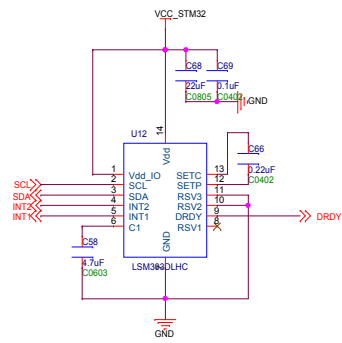 VCC_STM32
C68
C69
22uF
0.1uF
C0805
C0402
GND
U12
14
Vdd
C66
0.22uF
C0402
1
Vdd_IO
SETC
13
SCL
2
SCL
SETP
12
SDA
3
SDA
RSV3
11
INT2
4
INT2
RSV2
10
INT1
5
INT1
DRDY
9
DRDY
6
C1
RSV1
8
GND
7
C58
4.7uF
C0603
LSM303DLHC
GND